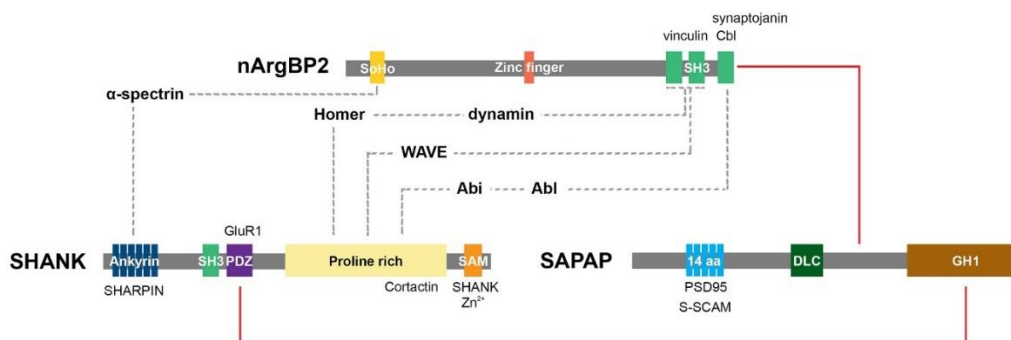 synaptojanin
vinculin Cbl
nArgBP2 SoHo Zinc finger SH3
α-spectrin
Homer dynamin
WAVE
Abi Abl
GluR1
SHANK Ankyrin SH3 PDZ Proline rich SAM SAPAP 14 aa DLC GH1
SHARPIN Cortactin SHANK PSD95
Zn²⁺ S-SCAM